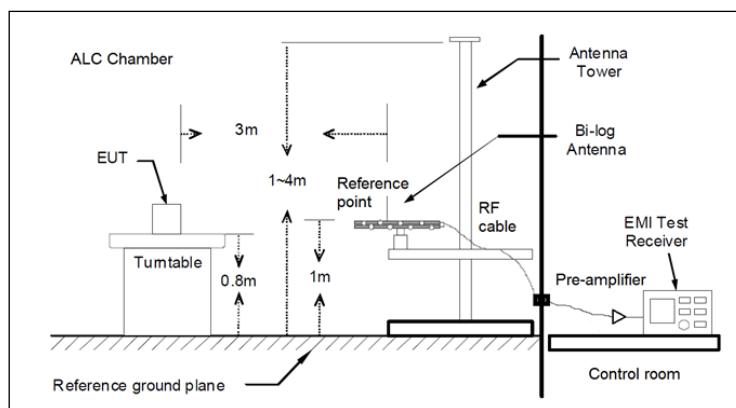 ALC Chamber
Antenna
Tower
3m
Bi-log
Antenna
EUT
1~4m
Reference
point
RF
cable
EMI Test
Receiver
Turntable
0.8m
1m
Pre-amplifier
Reference ground plane
Control room